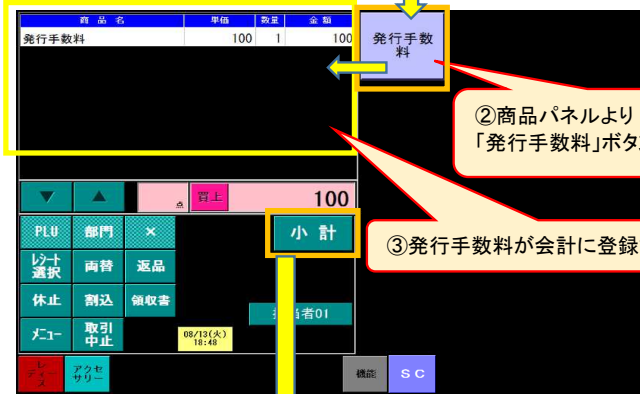 商品名 単価 数量 金額
発行手数料 100 1 100
発行手数
料
②商品パネルより
「発行手数料」ボタ
▼ ▲ 点 買上 100
PLU 部門 × 小計
③発行手数料が会計に登録
ﾚｼｰﾄ
選択 両替 返品
休止 割込 領収書
者01
ﾒﾆｭｰ 取引
中止 08/13(火)
18:48
レー
ディー
ス
アクセ
サリー
機能 SC